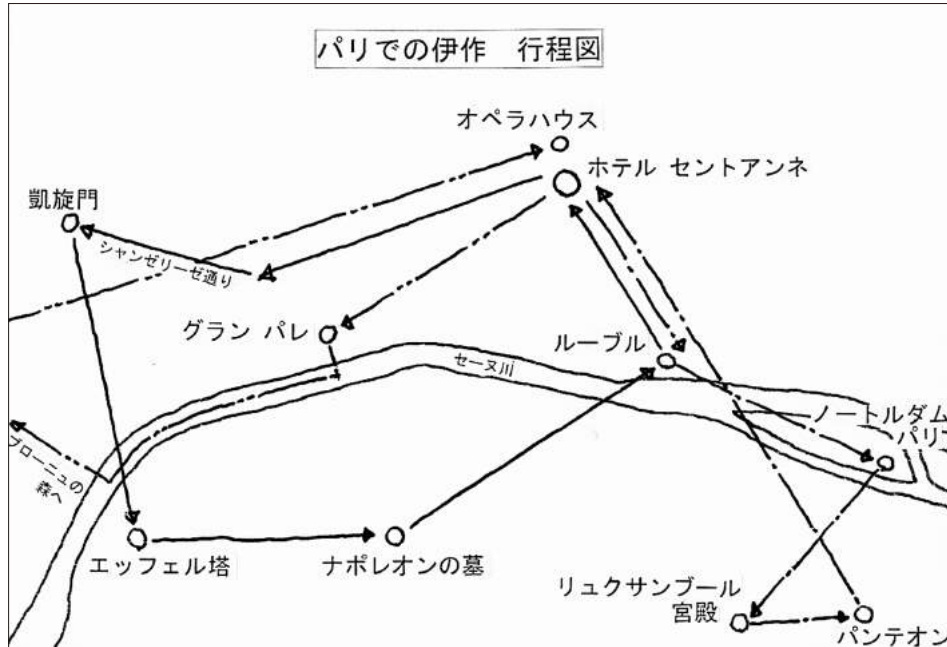 パリでの伊作　行程図
オペラハウス
ホテル セントアンネ
凱旋門
シャンゼリーゼ通り
グラン パレ
ルーブル
セーヌ川
ノートルダム
パリ
ブローニュの
森へ
エッフェル塔
ナポレオンの墓
リュクサンブール
宮殿
パンテオン